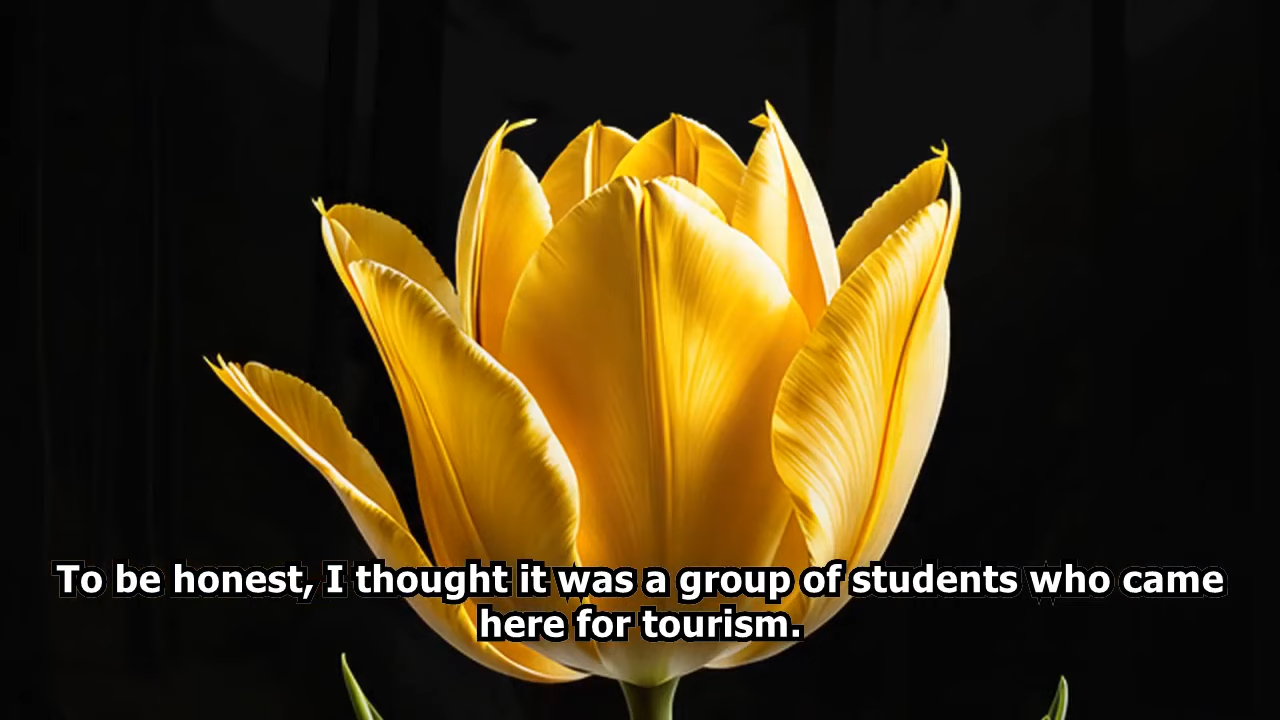 To be honest, I thought it was a group of students who came
here for tourism.